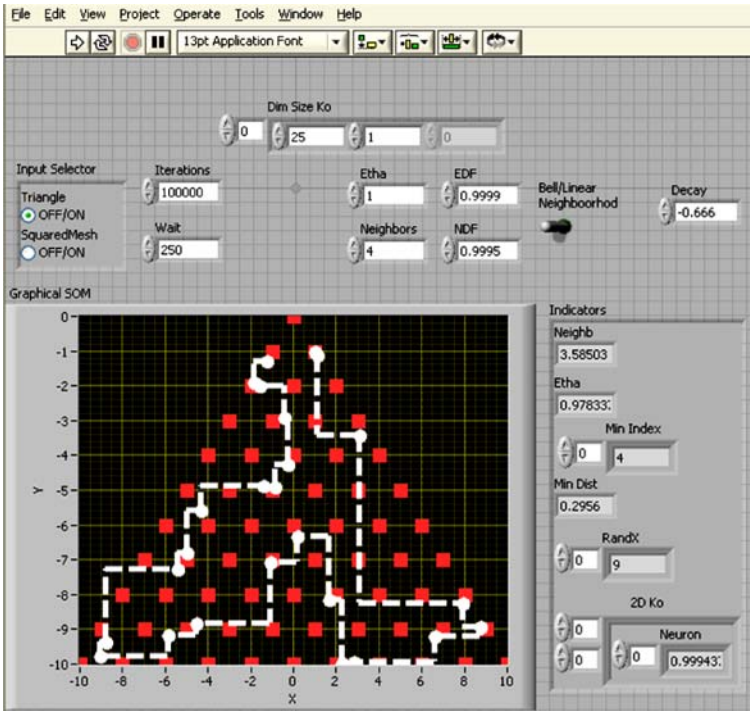 File Edit View Project Operate Tools Window Help
13pt Application Font
Dim Size Ko
0 25 1 0
Input Selector
Triangle
OFF/ON
SquaredMesh
OFF/ON
Iterations
100000
Wait
250
Etha
1
EDF
0.9999
Neighbors
4
NDF
0.9995
Bell/Linear
Neighboorhod
Decay
-0.666
Graphical SOM
0
-1
-2
-3
-4
-5
-6
-7
-8
-9
-10
Y
-10 -8 -6 -4 -2 0 2 4 6 8 10
X
Indicators
Neighb
3.58503
Etha
0.97833
Min Index
0 4
Min Dist
0.2956
RandX
0 9
2D Ko
0
0
Neuron
0 0.99943